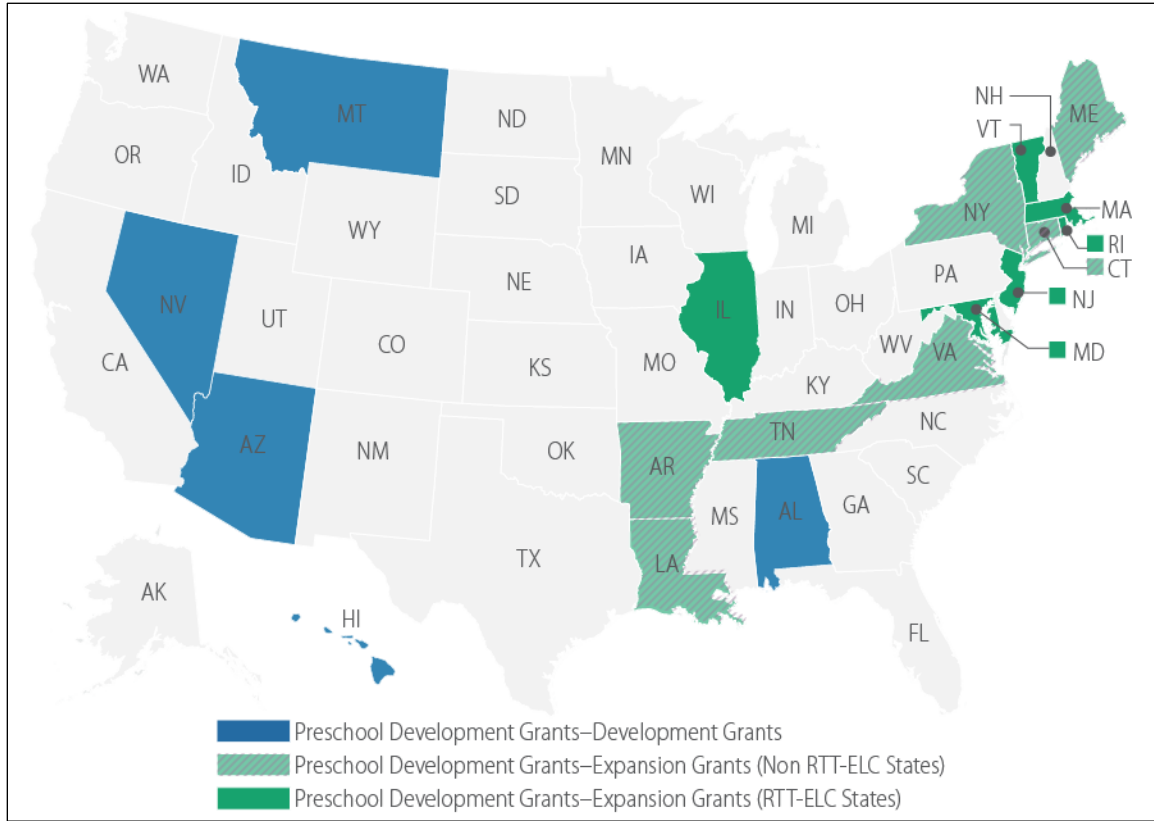 WA
MT
ND
OR
ID
MN
NH
VT
ME
SD
WI
NY
WY
MI
MA
RI
CT
IA
NE
PA
NV
UT
IL
IN
OH
NJ
CO
WV
VA
MD
CA
KS
MO
KY
AZ
NM
OK
TN
NC
AR
SC
MS
AL
GA
TX
LA
AK
HI
FL
Preschool Development Grants–Development Grants
Preschool Development Grants–Expansion Grants (Non RTT-ELC States)
Preschool Development Grants–Expansion Grants (RTT-ELC States)